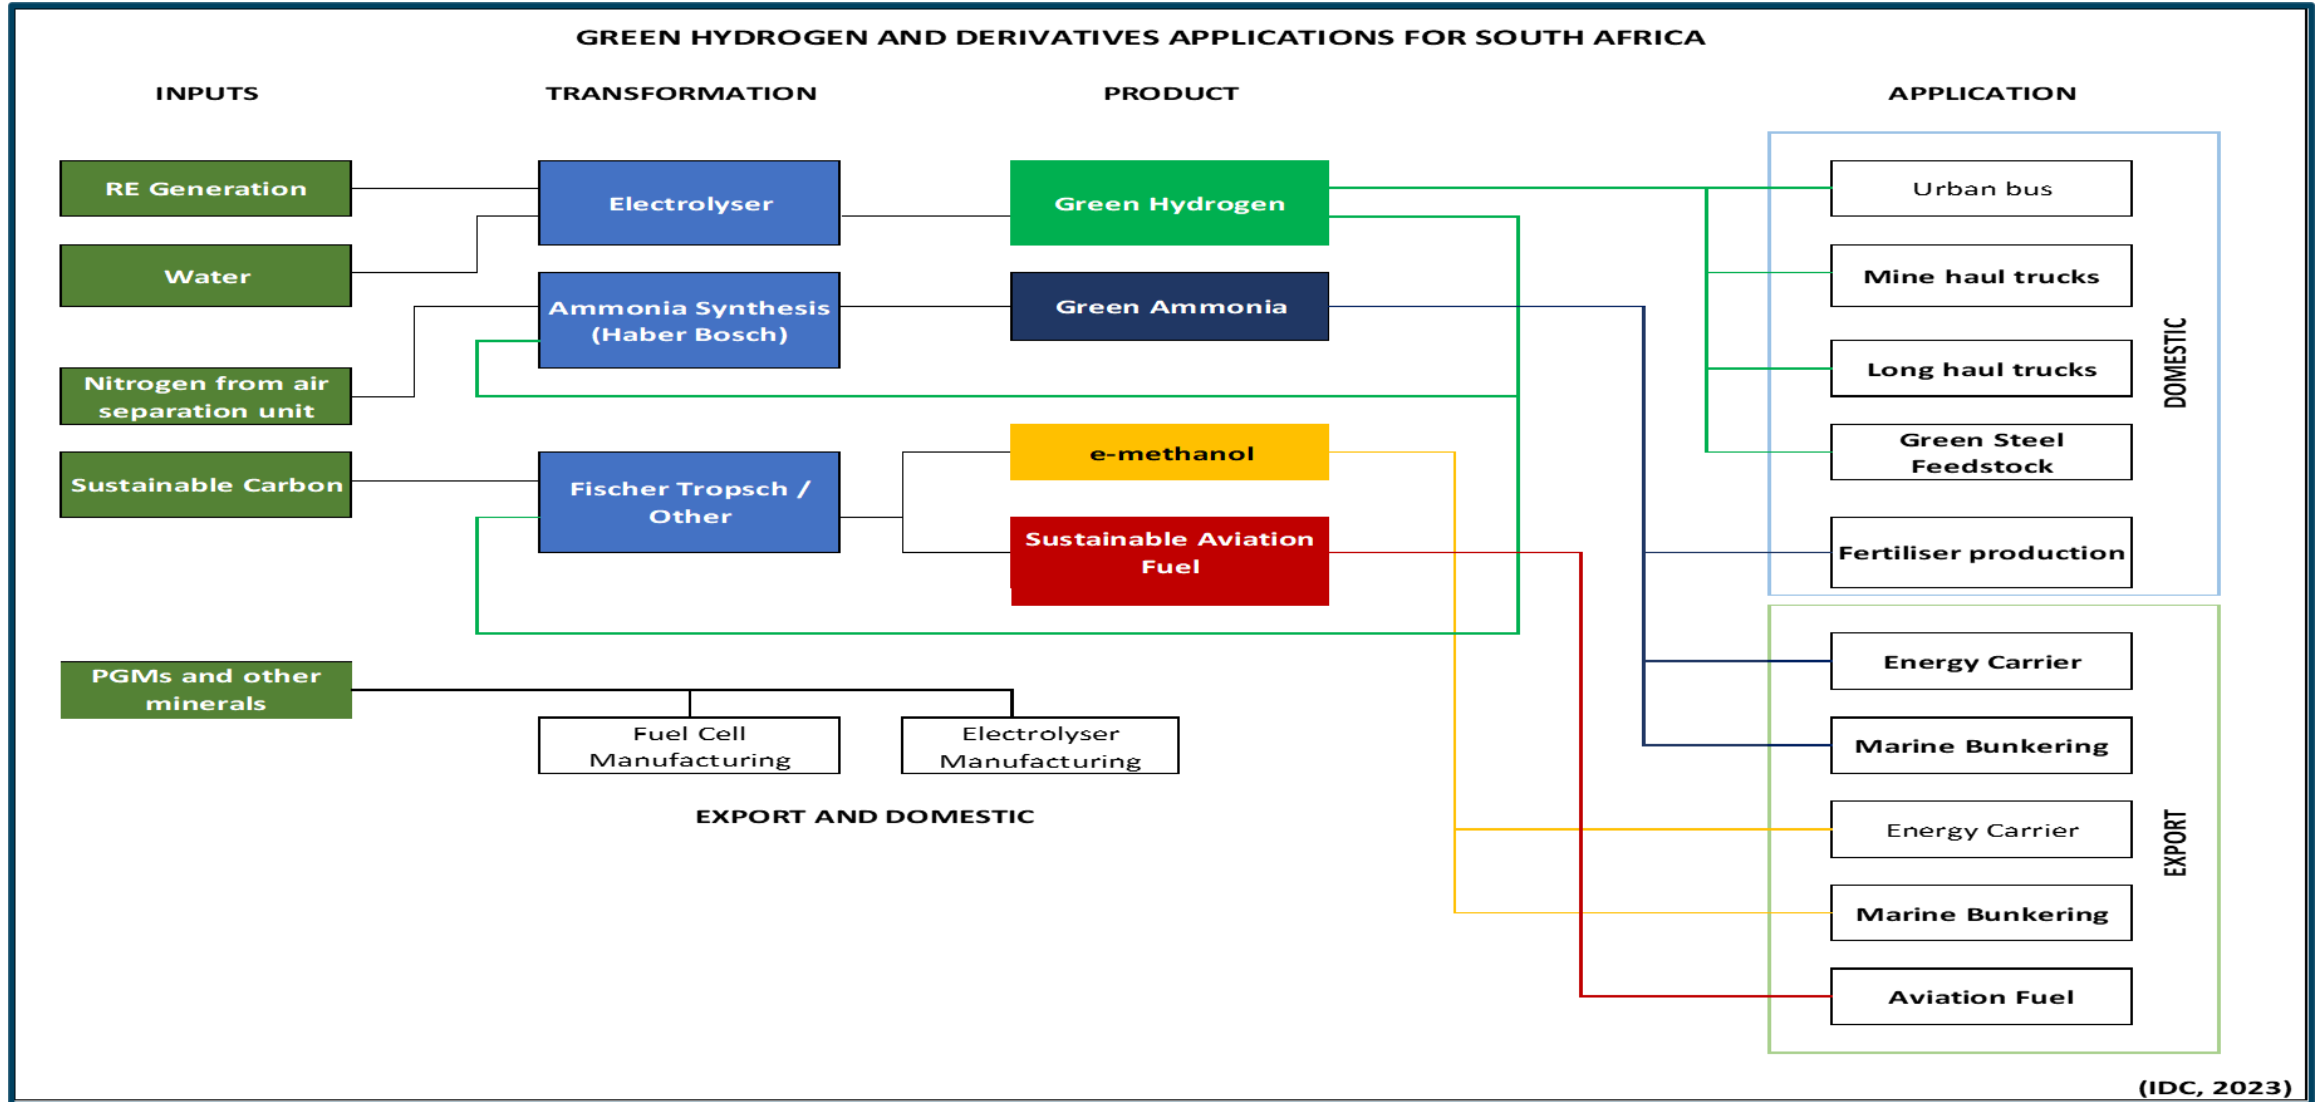 GREEN HYDROGEN AND DERIVATIVES APPLICATIONS FOR SOUTH AFRICA
INPUTS
TRANSFORMATION
PRODUCT
APPLICATION
RE Generation
Water
Nitrogen from air
separation unit
Sustainable Carbon
PGMs and other
minerals
Electrolyser
Ammonia Synthesis
(Haber Bosch)
Fischer Tropsch /
Other
Fuel Cell
Manufacturing
Electrolyser
Manufacturing
EXPORT AND DOMESTIC
Green Hydrogen
Green Ammonia
e-methanol
Sustainable Aviation
Fuel
Urban bus
Mine haul trucks
Long haul trucks
Green Steel
Feedstock
Fertiliser production
DOMESTIC
Energy Carrier
Marine Bunkering
Energy Carrier
Marine Bunkering
Aviation Fuel
EXPORT
(IDC, 2023)